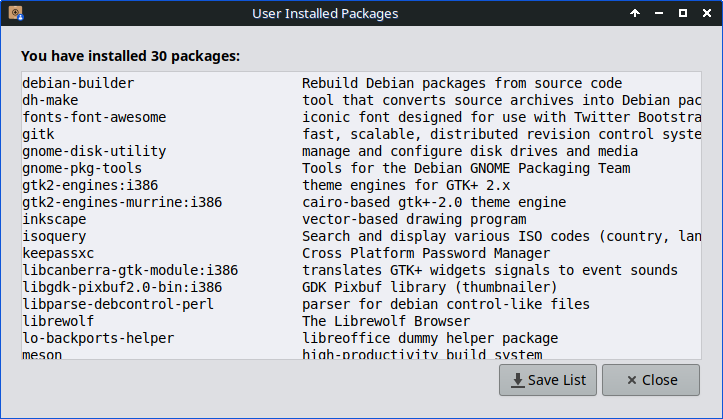 User Installed Packages
You have installed 30 packages:
debian-builder Rebuild Debian packages from source code
dh-make tool that converts source archives into Debian pac
fonts-font-awesome iconic font designed for use with Twitter Bootstra
gitk fast, scalable, distributed revision control syste
gnome-disk-utility manage and configure disk drives and media
gnome-pkg-tools Tools for the Debian GNOME Packaging Team
gtk2-engines:i386 theme engines for GTK+ 2.x
gtk2-engines-murrine:i386 cairo-based gtk+-2.0 theme engine
inkscape vector-based drawing program
isoquery Search and display various ISO codes (country, lan
keepassxc Cross Platform Password Manager
libcanberra-gtk-module:i386 translates GTK+ widgets signals to event sounds
libgdk-pixbuf2.0-bin:i386 GDK Pixbuf library (thumbnailer)
libparse-debcontrol-perl parser for debian control-like files
librewolf The Librewolf Browser
lo-backports-helper libreoffice dummy helper package
meson high-productivity build system
Save List
Close